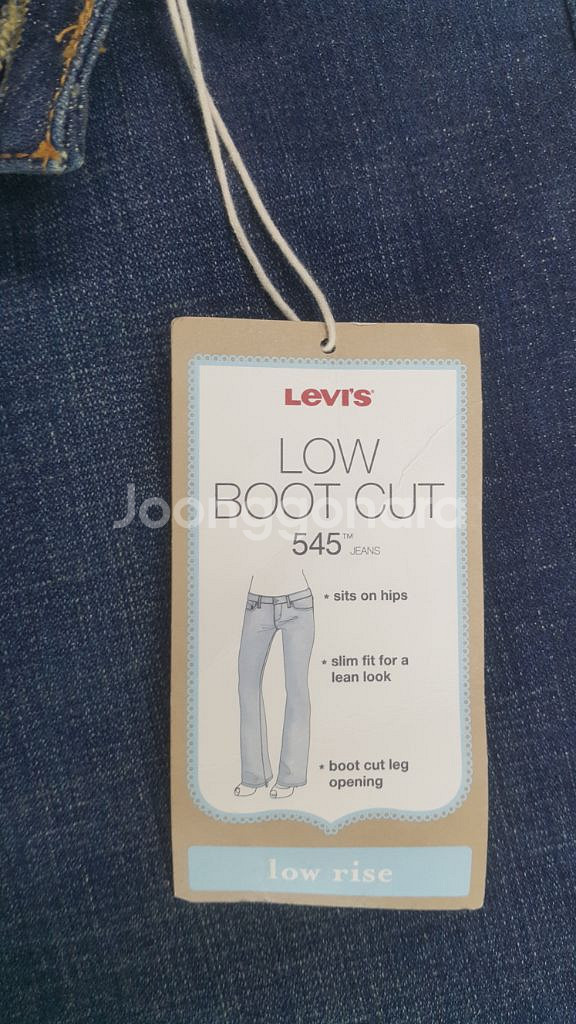 LEVI'S®
LOW
BOOT CUT
Joonggonara
545™ JEANS
* sits on hips
* slim fit for a
lean look
* boot cut leg
opening
low rise